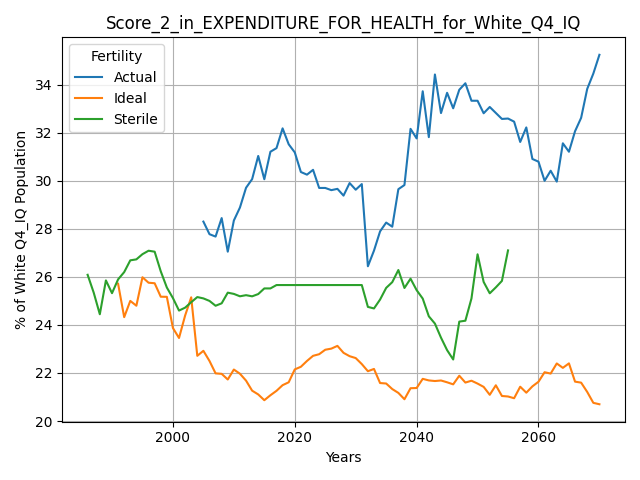 Score_2_in_EXPENDITURE_FOR_HEALTH_for_White_Q4_IQ
Fertility
Actual
Ideal
Sterile
% of White Q4_IQ Population
34
32
30
28
26
24
22
20
2000
2020
2040
2060
Years